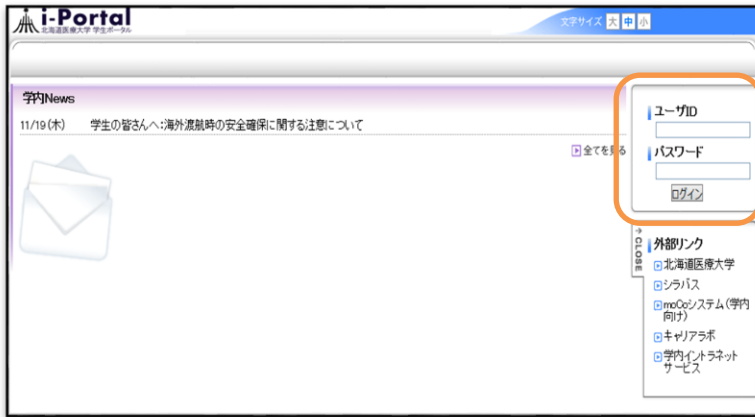 i-Portal
北海道医療大学 学生ポータル
文字サイズ 大 中 小
学内News
11/19(木) 学生の皆さんへ:海外渡航時の安全確保に関する注意について
全てを見る
ユーザID
パスワード
ログイン
↑CLOSE
外部リンク
北海道医療大学
シラバス
moCoシステム(学内
向け)
キャリアラボ
学内イントラネット
サービス